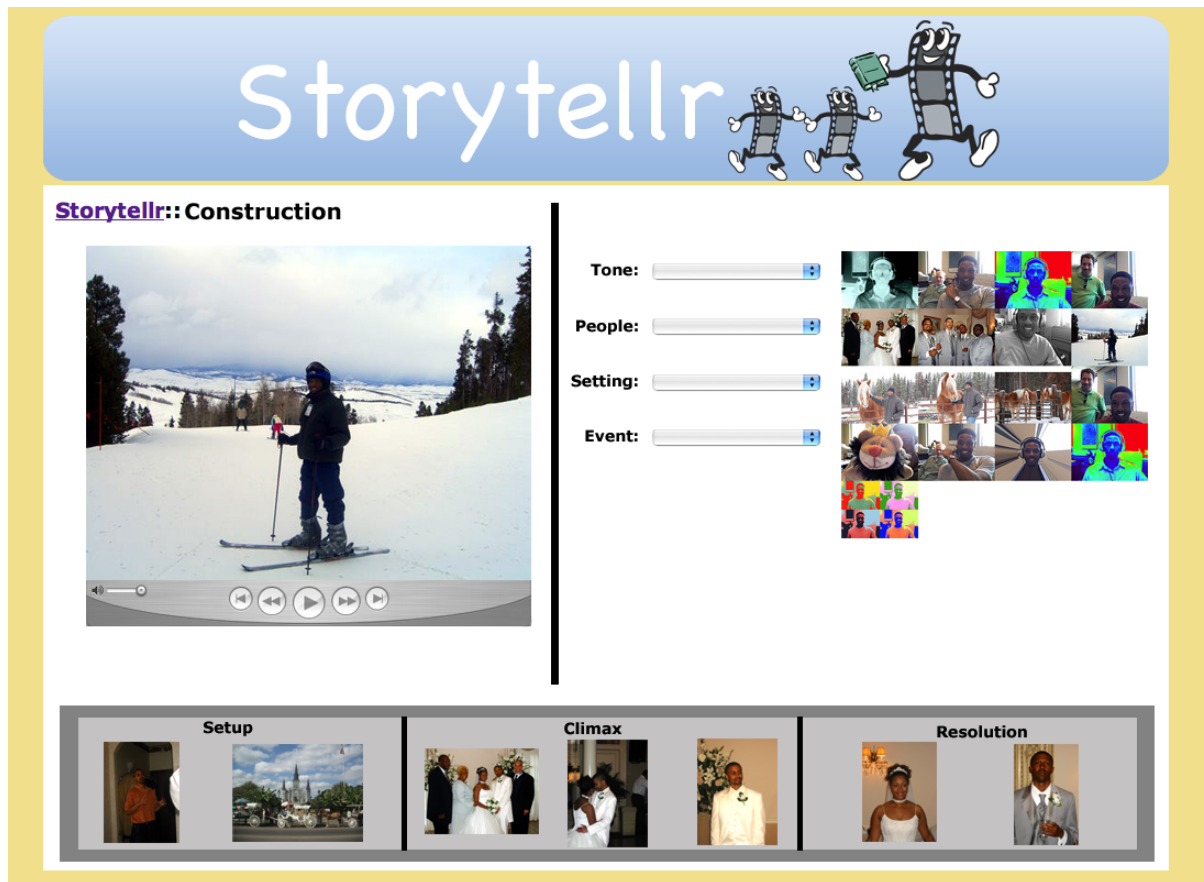 Storytellr
Storytellr::Construction
Tone:
People:
Setting:
Event:
Setup
Climax
Resolution